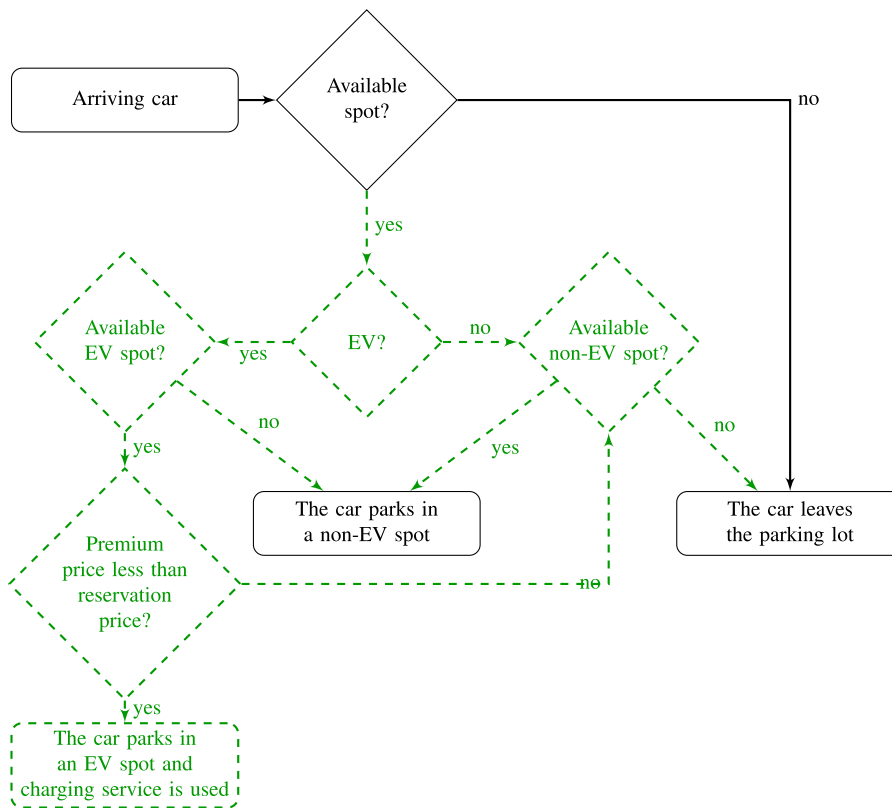 Arriving car
Available
spot?
no
yes
Available
EV spot?
yes
EV?
no
Available
non-EV spot?
no
yes
no
yes
The car parks in
a non-EV spot
The car leaves
the parking lot
Premium
price less than
reservation
price?
no
yes
The car parks in
an EV spot and
charging service is used